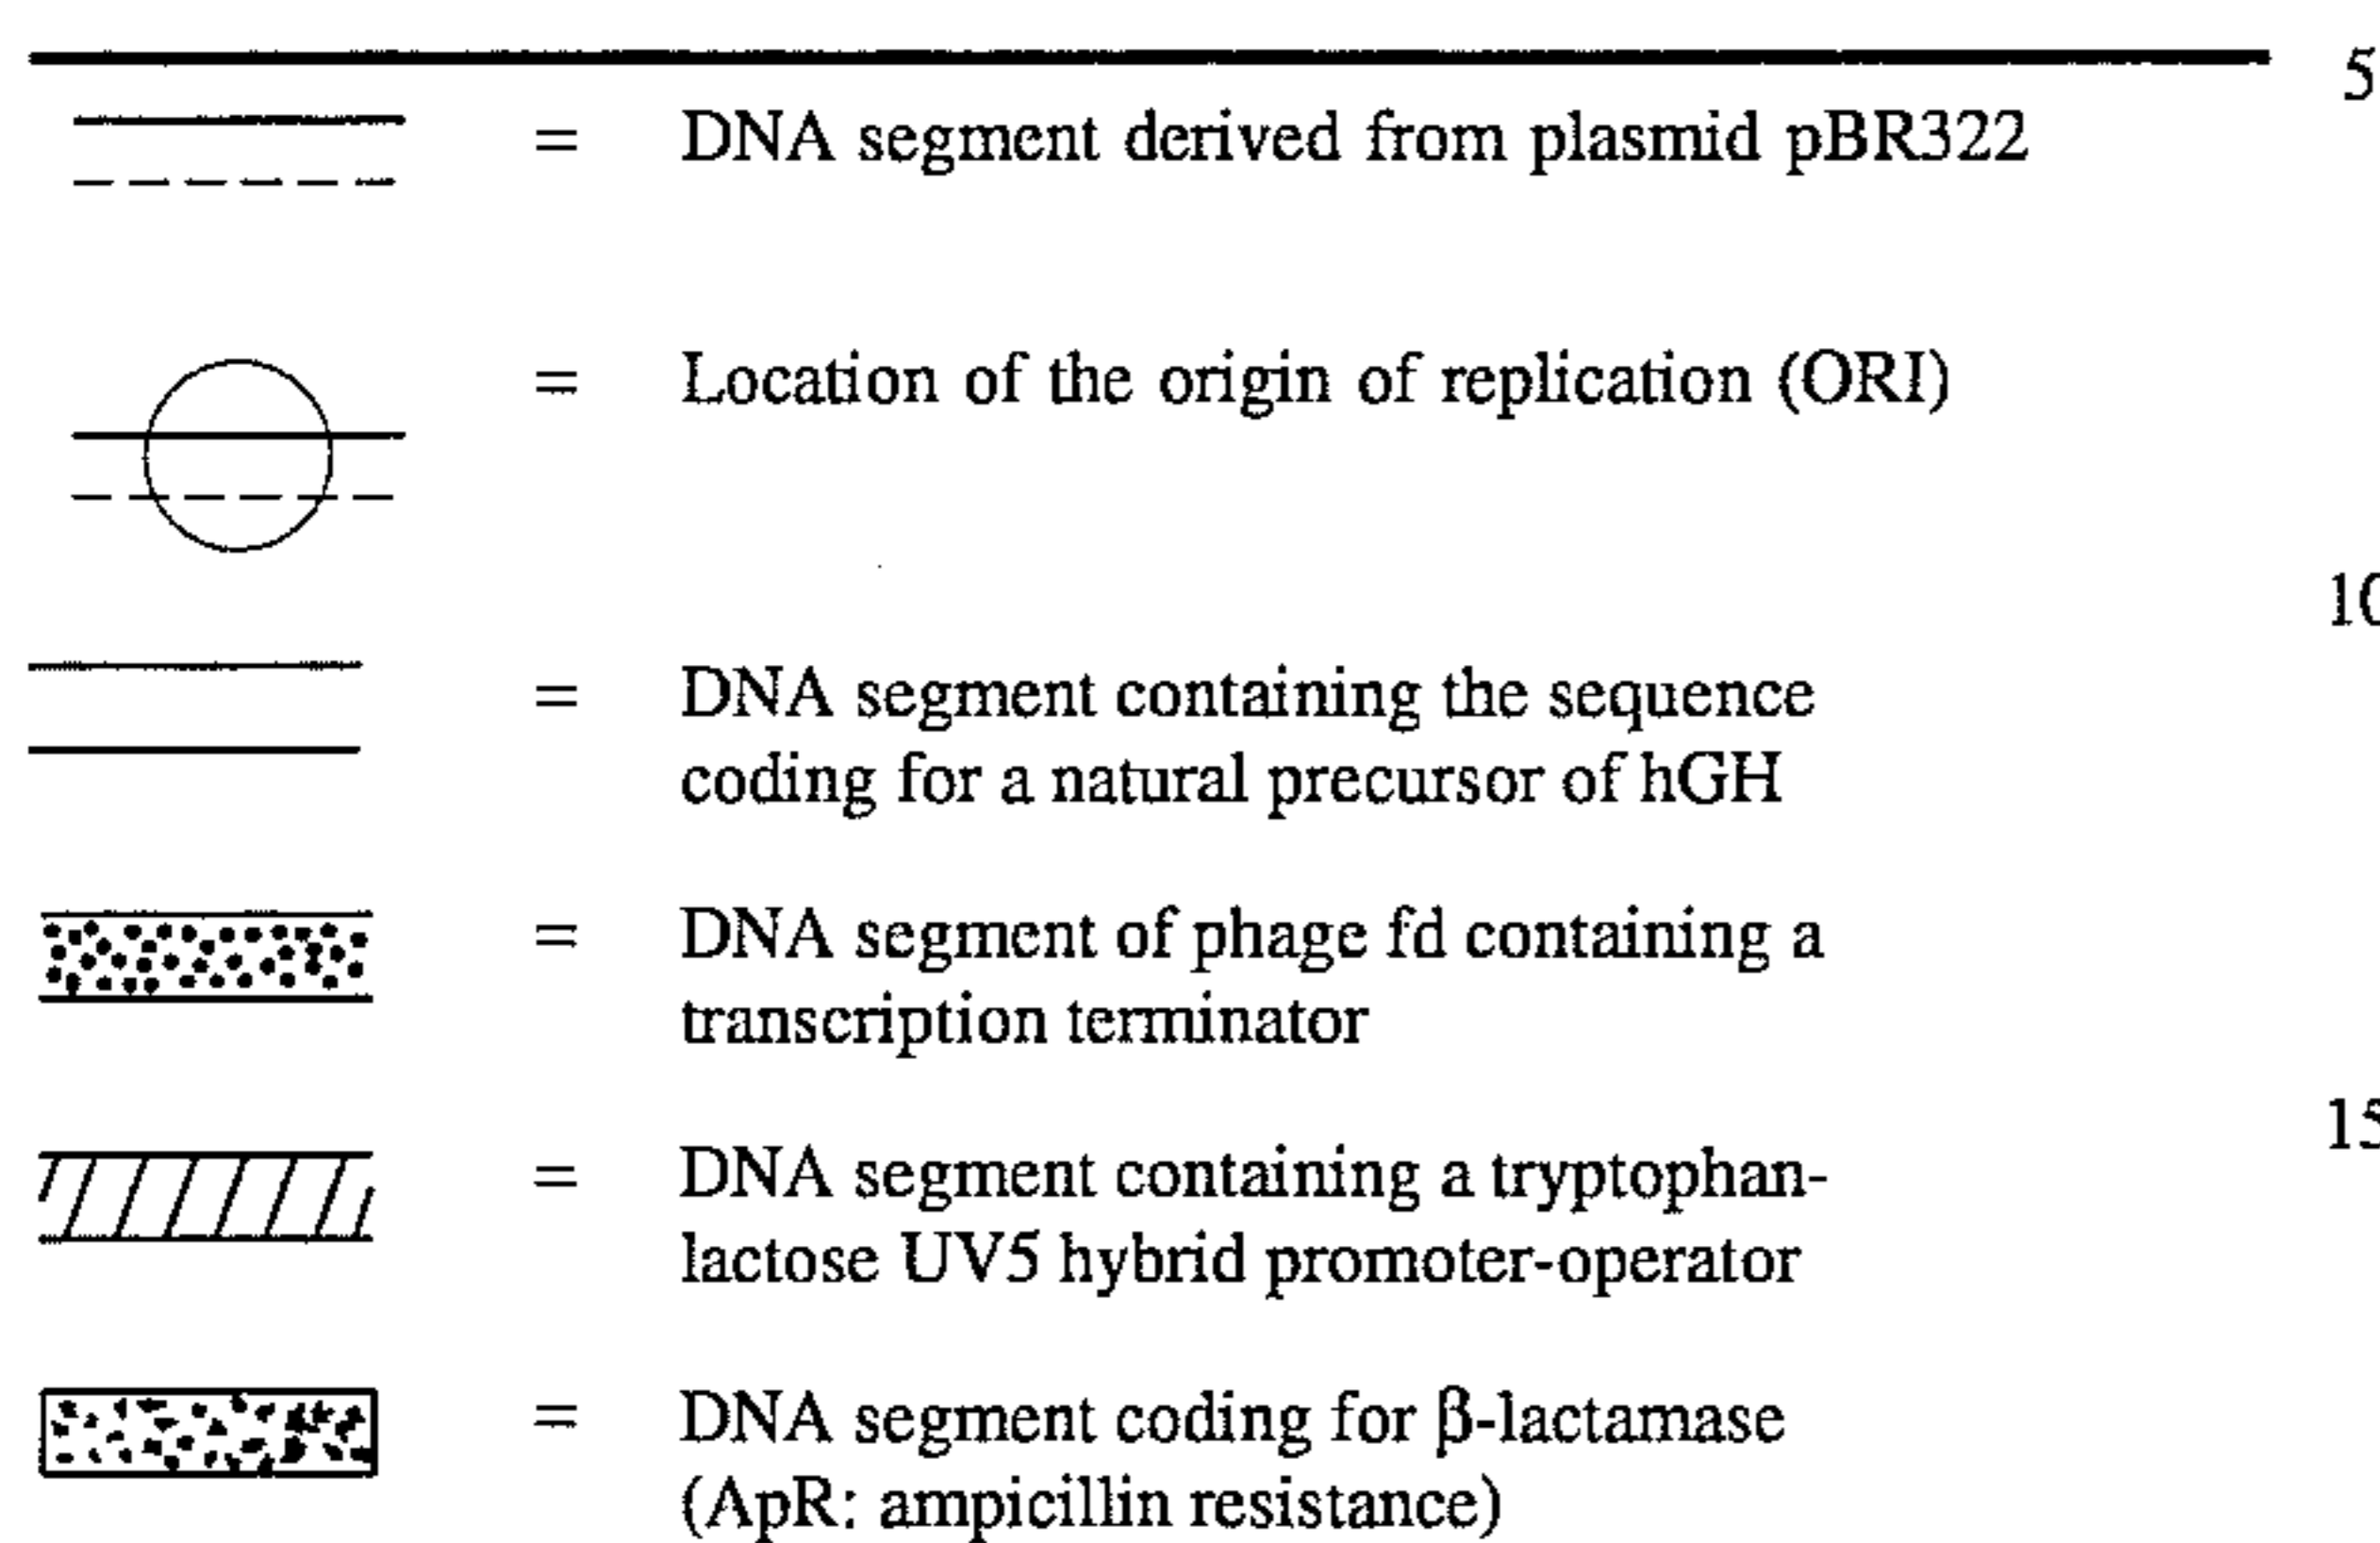 5
= DNA segment derived from plasmid pBR322
= Location of the origin of replication (ORI)
10
= DNA segment containing the sequence
coding for a natural precursor of hGH
= DNA segment of phage fd containing a
transcription terminator
15
= DNA segment containing a tryptophan-
lactose UV5 hybrid promoter-operator
= DNA segment coding for β-lactamase
(ApR: ampicillin resistance)